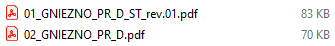 01_GNIEZNO_PR_D_ST_rev.01.pdf 83 KB
02_GNIEZNO_PR_D.pdf 70 KB